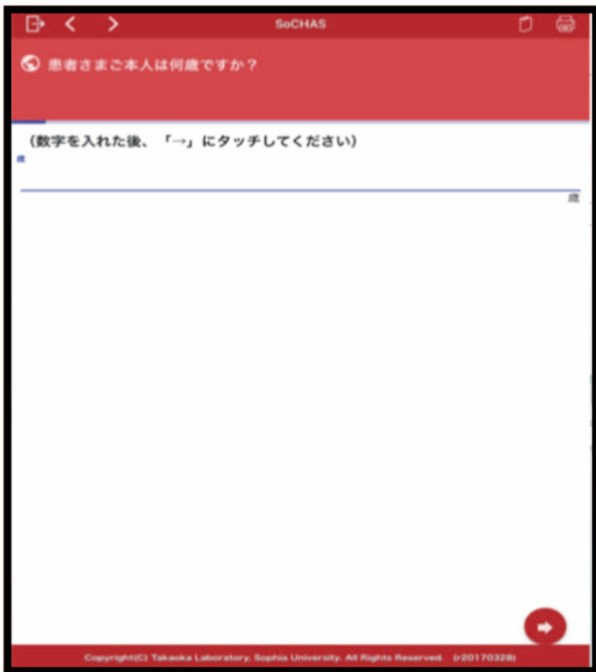 SoCHAS
患者さまご本人は何歳ですか？
（数字を入れた後、「→」にタッチしてください）
歳
歳
Copyright(C) Takaoka Laboratory, Sophia University. All Rights Reserved. (r20170328)